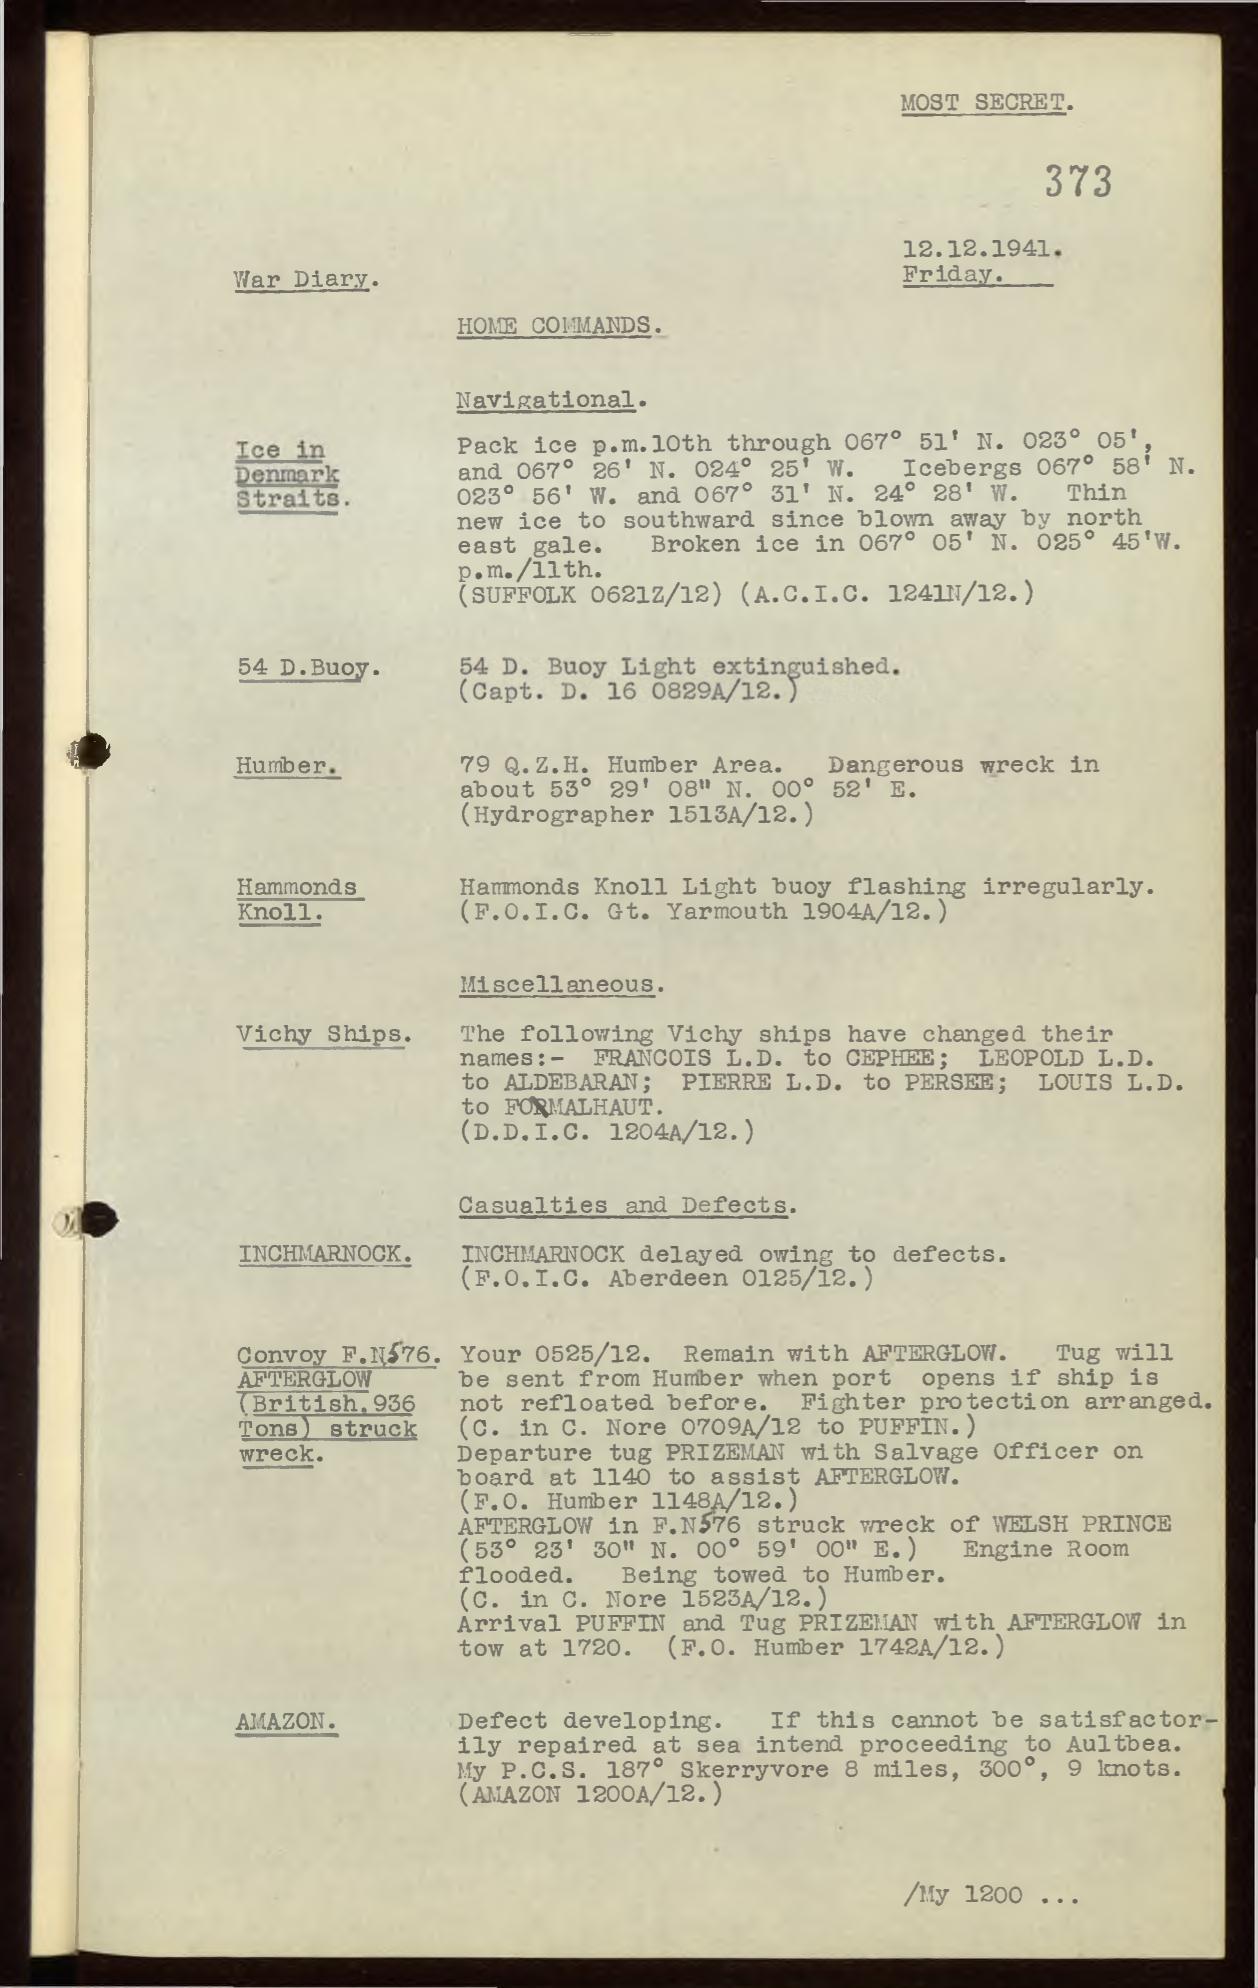 MOST SECRET.
373
12.12.1941.
War Diary.
Friday.
HOME COMMANDS.
Navigational.
Ice in
Denmark
Straits.
Pack ice p.m.10th through 067° 51' N. 023° 05',
and 067° 26' N. 024° 25' W. Icebergs 067° 58' N.
023° 56' W. and 067° 31' N. 24° 28' W. Thin
new ice to southward since blown away by north
east gale. Broken ice in 067° 05' N. 025° 45'W.
p.m./11th.
(SUFFOLK 0621Z/12) (A.C.I.C. 1241N/12.)
54 D.Buoy.
54 D. Buoy Light extinguished.
(Capt. D. 16 0829A/12.)
Humber.
79 Q.Z.H. Humber Area. Dangerous wreck in
about 53° 29' 08" N. 00° 52' E.
(Hydrographer 1513A/12.)
Hammonds
Knoll.
Hammonds Knoll Light buoy flashing irregularly.
(F.O.I.C. Gt. Yarmouth 1904A/12.)
Miscellaneous.
Vichy Ships.
The following Vichy ships have changed their
names:- FRANCOIS L.D. to CEPHEE; LEOPOLD L.D.
to ALDEBARAN; PIERRE L.D. to PERSEE; LOUIS L.D.
to FORMALHAUT.
(D.D.I.C. 1204A/12.)
Casualties and Defects.
INCHMARNOCK.
INCHMARNOCK delayed owing to defects.
(F.O.I.C. Aberdeen 0125/12.)
Convoy F.N576.
AFTERGLOW
(British.936
Tons) struck
wreck.
Your 0525/12. Remain with AFTERGLOW. Tug will
be sent from Humber when port opens if ship is
not refloated before. Fighter protection arranged.
(C. in C. Nore 0709A/12 to PUFFIN.)
Departure tug PRIZEMAN with Salvage Officer on
board at 1140 to assist AFTERGLOW.
(F.O. Humber 1148A/12.)
AFTERGLOW in F.N576 struck wreck of WELSH PRINCE
(53° 23' 30" N. 00° 59' 00" E.) Engine Room
flooded. Being towed to Humber.
(C. in C. Nore 1523A/12.)
Arrival PUFFIN and Tug PRIZEMAN with AFTERGLOW in
tow at 1720. (F.O. Humber 1742A/12.)
AMAZON.
Defect developing. If this cannot be satisfactor-
ily repaired at sea intend proceeding to Aultbea.
My P.C.S. 187° Skerryvore 8 miles, 300°, 9 knots.
(AMAZON 1200A/12.)
/My 1200 ...